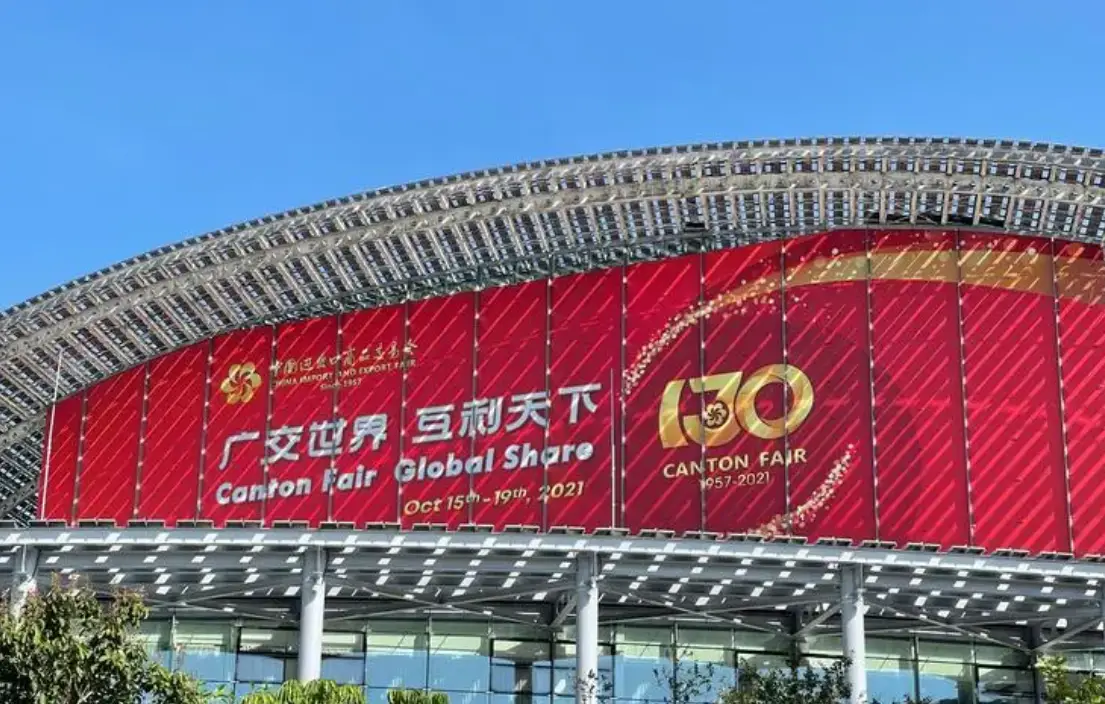 中国进出口商品交易会
CHINA IMPORT AND EXPORT FAIR
Since 1957
广交世界 互利天下
Canton Fair Global Share
Oct 15th-19th, 2021
130
CANTON FAIR
1957-2021